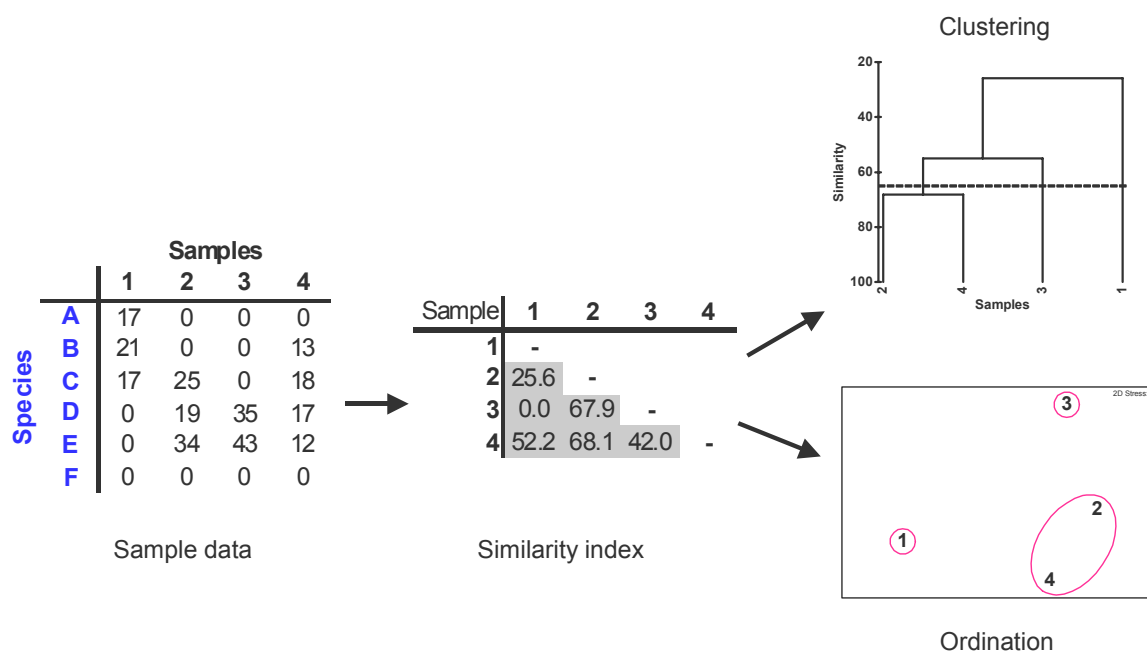 Samples
1 2 3 4
Species
A 17 0 0 0
B 21 0 0 13
C 17 25 0 18
D 0 19 35 17
E 0 34 43 12
F 0 0 0 0
Sample data
Sample 1 2 3 4
1 -
2 25.6 -
3 0.0 67.9 -
4 52.2 68.1 42.0 -
Similarity index
Clustering
Similarity
20
40
60
80
100
2 4 3 1
Samples
2D Stress
3
2
1
4
Ordination